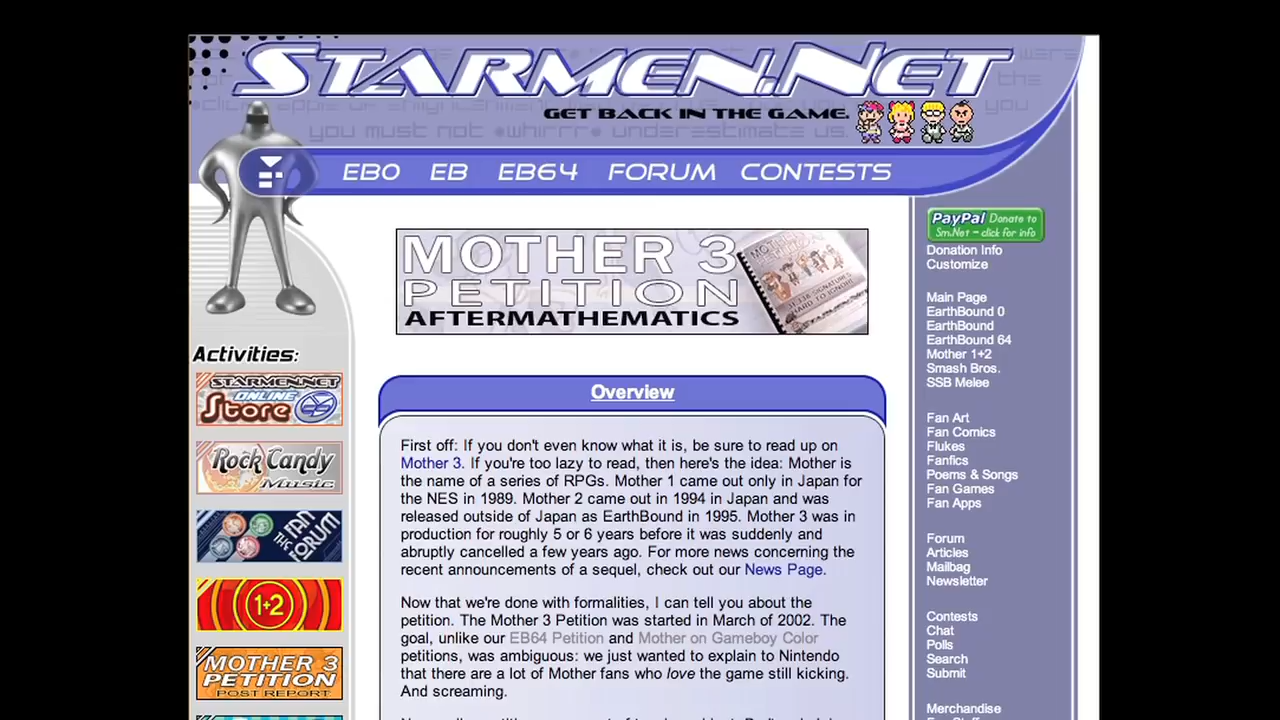 STARMEN.NET
GET BACK IN THE GAME.
you must not •whirrr• underestimate us.
EB0 EB EB64 FORUM CONTESTS
PayPal Donate to
Sm.Net - click for info
Donation Info
Customize
Main Page
EarthBound 0
EarthBound
EarthBound 64
Mother 1+2
Smash Bros.
SSB Melee
Fan Art
Fan Comics
Flukes
Fanfics
Poems & Songs
Fan Games
Fan Apps
Forum
Articles
Mailbag
Newsletter
Contests
Chat
Polls
Search
Submit
Merchandise
MOTHER 3
PETITION
AFTERMATHEMATICS
Activities:
STARMEN.NET
ONLINE
Store
Rock Candy
Music
THE FAN FORUM
1+2
MOTHER 3
PETITION
POST REPORT
Overview
First off: If you don't even know what it is, be sure to read up on
Mother 3. If you're too lazy to read, then here's the idea: Mother is
the name of a series of RPGs. Mother 1 came out only in Japan for
the NES in 1989. Mother 2 came out in 1994 in Japan and was
released outside of Japan as EarthBound in 1995. Mother 3 was in
production for roughly 5 or 6 years before it was suddenly and
abruptly cancelled a few years ago. For more news concerning the
recent announcements of a sequel, check out our News Page.
Now that we're done with formalities, I can tell you about the
petition. The Mother 3 Petition was started in March of 2002. The
goal, unlike our EB64 Petition and Mother on Gameboy Color
petitions, was ambiguous: we just wanted to explain to Nintendo
that there are a lot of Mother fans who love the game still kicking.
And screaming.